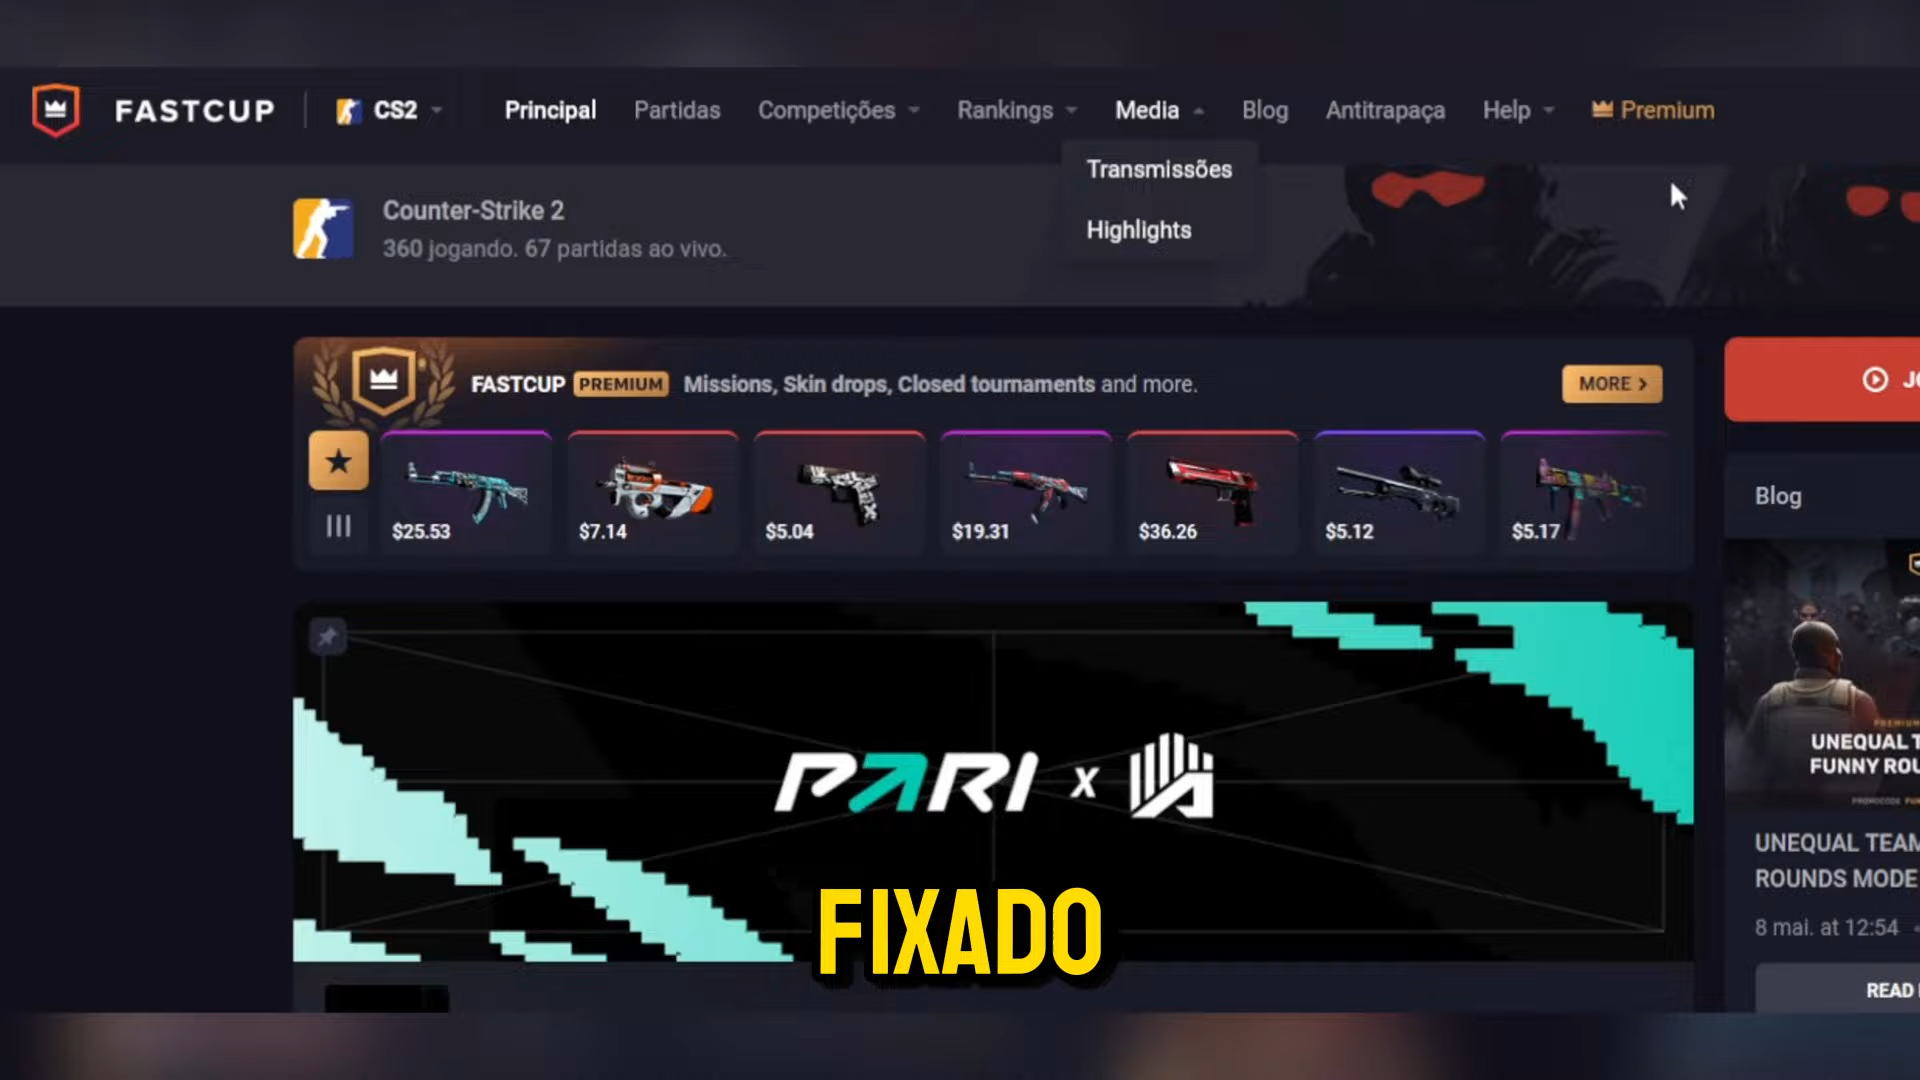 FASTCUP
CS2
Principal
Partidas
Competições
Rankings
Media
Blog
Antitrapaça
Help
Premium
Transmissões
Highlights
Counter-Strike 2
360 jogando. 67 partidas ao vivo.
FASTCUP PREMIUM Missions, Skin drops, Closed tournaments and more.
MORE
$25.53
$7.14
$5.04
$19.31
$36.26
$5.12
$5.17
Blog
PARI x
FIXADO
UNEQUAL
FUNNY
PROMOCODE
UNEQUAL
ROUNDS MODE
8 mai. at 12:54
READ